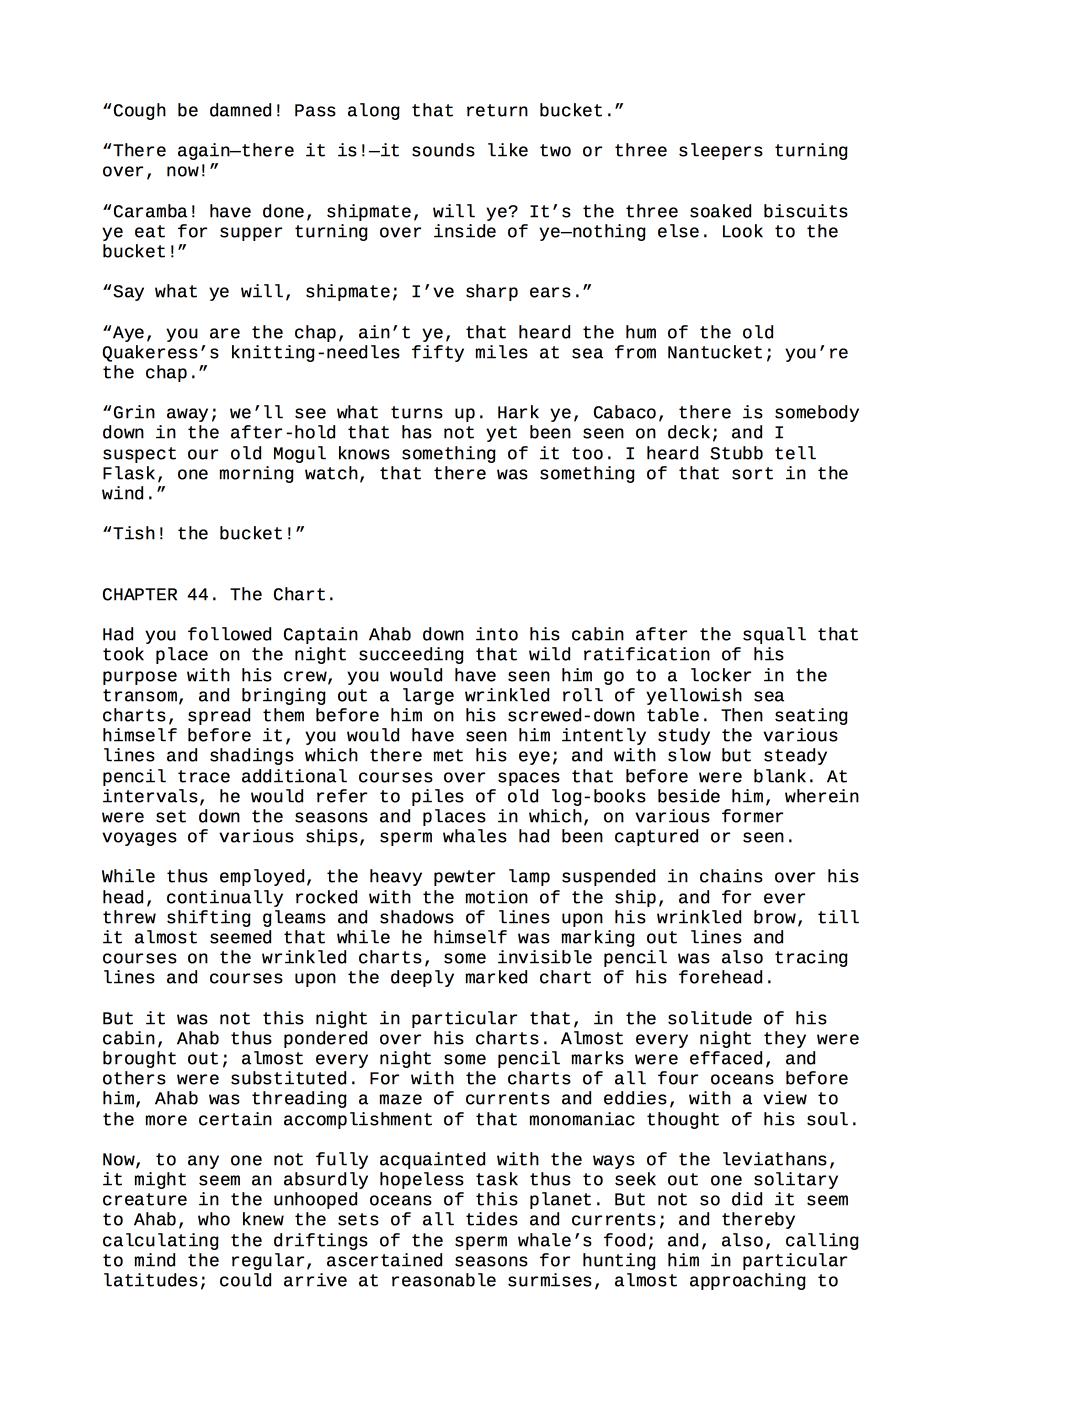 “Cough be damned! Pass along that return bucket.”
“There again—there it is!—it sounds like two or three sleepers turning
over, now!”
“Caramba! have done, shipmate, will ye? It’s the three soaked biscuits
ye eat for supper turning over inside of ye—nothing else. Look to the
bucket!”
“Say what ye will, shipmate; I’ve sharp ears.”
“Aye, you are the chap, ain’t ye, that heard the hum of the old
Quakeress’s knitting-needles fifty miles at sea from Nantucket; you’re
the chap.”
“Grin away; we’ll see what turns up. Hark ye, Cabaco, there is somebody
down in the after-hold that has not yet been seen on deck; and I
suspect our old Mogul knows something of it too. I heard Stubb tell
Flask, one morning watch, that there was something of that sort in the
wind.”
“Tish! the bucket!”
CHAPTER 44. The Chart.
Had you followed Captain Ahab down into his cabin after the squall that
took place on the night succeeding that wild ratification of his
purpose with his crew, you would have seen him go to a locker in the
transom, and bringing out a large wrinkled roll of yellowish sea
charts, spread them before him on his screwed-down table. Then seating
himself before it, you would have seen him intently study the various
lines and shadings which there met his eye; and with slow but steady
pencil trace additional courses over spaces that before were blank. At
intervals, he would refer to piles of old log-books beside him, wherein
were set down the seasons and places in which, on various former
voyages of various ships, sperm whales had been captured or seen.
While thus employed, the heavy pewter lamp suspended in chains over his
head, continually rocked with the motion of the ship, and for ever
threw shifting gleams and shadows of lines upon his wrinkled brow, till
it almost seemed that while he himself was marking out lines and
courses on the wrinkled charts, some invisible pencil was also tracing
lines and courses upon the deeply marked chart of his forehead.
But it was not this night in particular that, in the solitude of his
cabin, Ahab thus pondered over his charts. Almost every night they were
brought out; almost every night some pencil marks were effaced, and
others were substituted. For with the charts of all four oceans before
him, Ahab was threading a maze of currents and eddies, with a view to
the more certain accomplishment of that monomaniac thought of his soul.
Now, to any one not fully acquainted with the ways of the leviathans,
it might seem an absurdly hopeless task thus to seek out one solitary
creature in the unhooped oceans of this planet. But not so did it seem
to Ahab, who knew the sets of all tides and currents; and thereby
calculating the driftings of the sperm whale’s food; and, also, calling
to mind the regular, ascertained seasons for hunting him in particular
latitudes; could arrive at reasonable surmises, almost approaching to